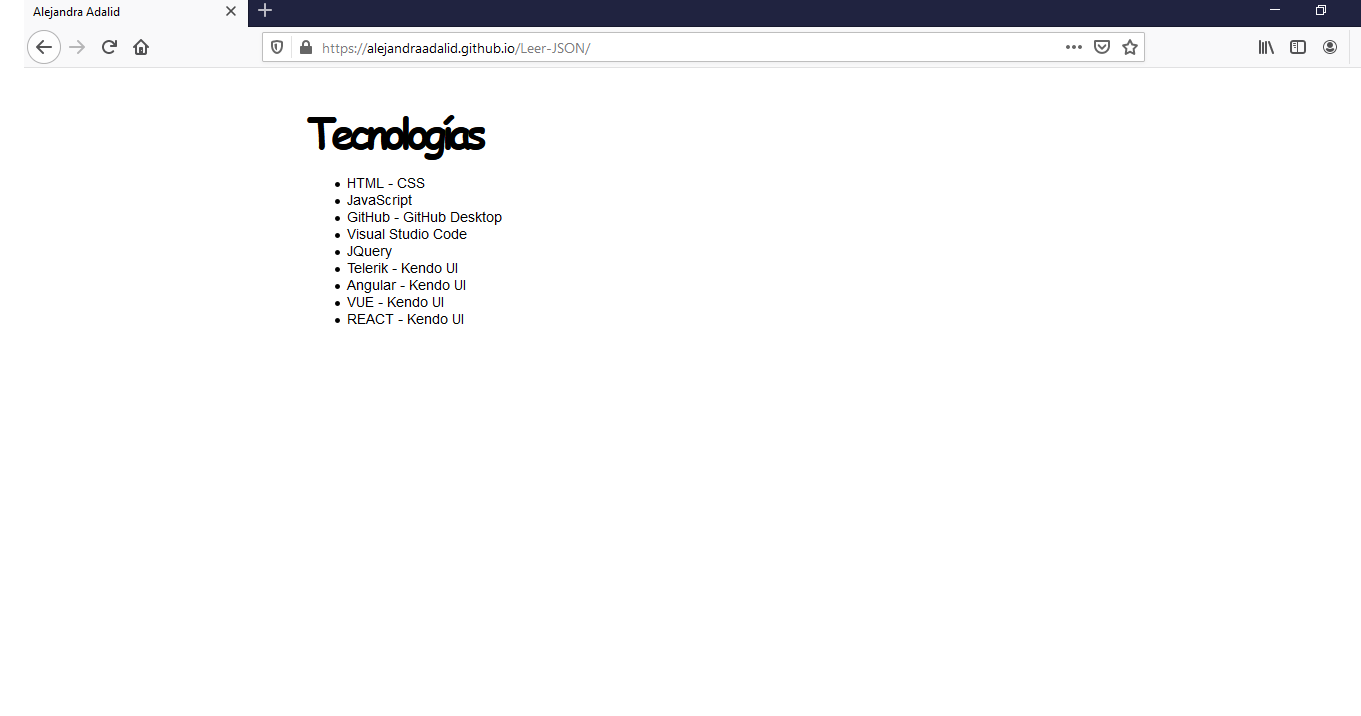 Alejandra Adalid
https://alejandraadalid.github.io/Leer-JSON/
Tecnologías
HTML - CSS
JavaScript
GitHub - GitHub Desktop
Visual Studio Code
JQuery
Telerik - Kendo UI
Angular - Kendo UI
VUE - Kendo UI
REACT - Kendo UI